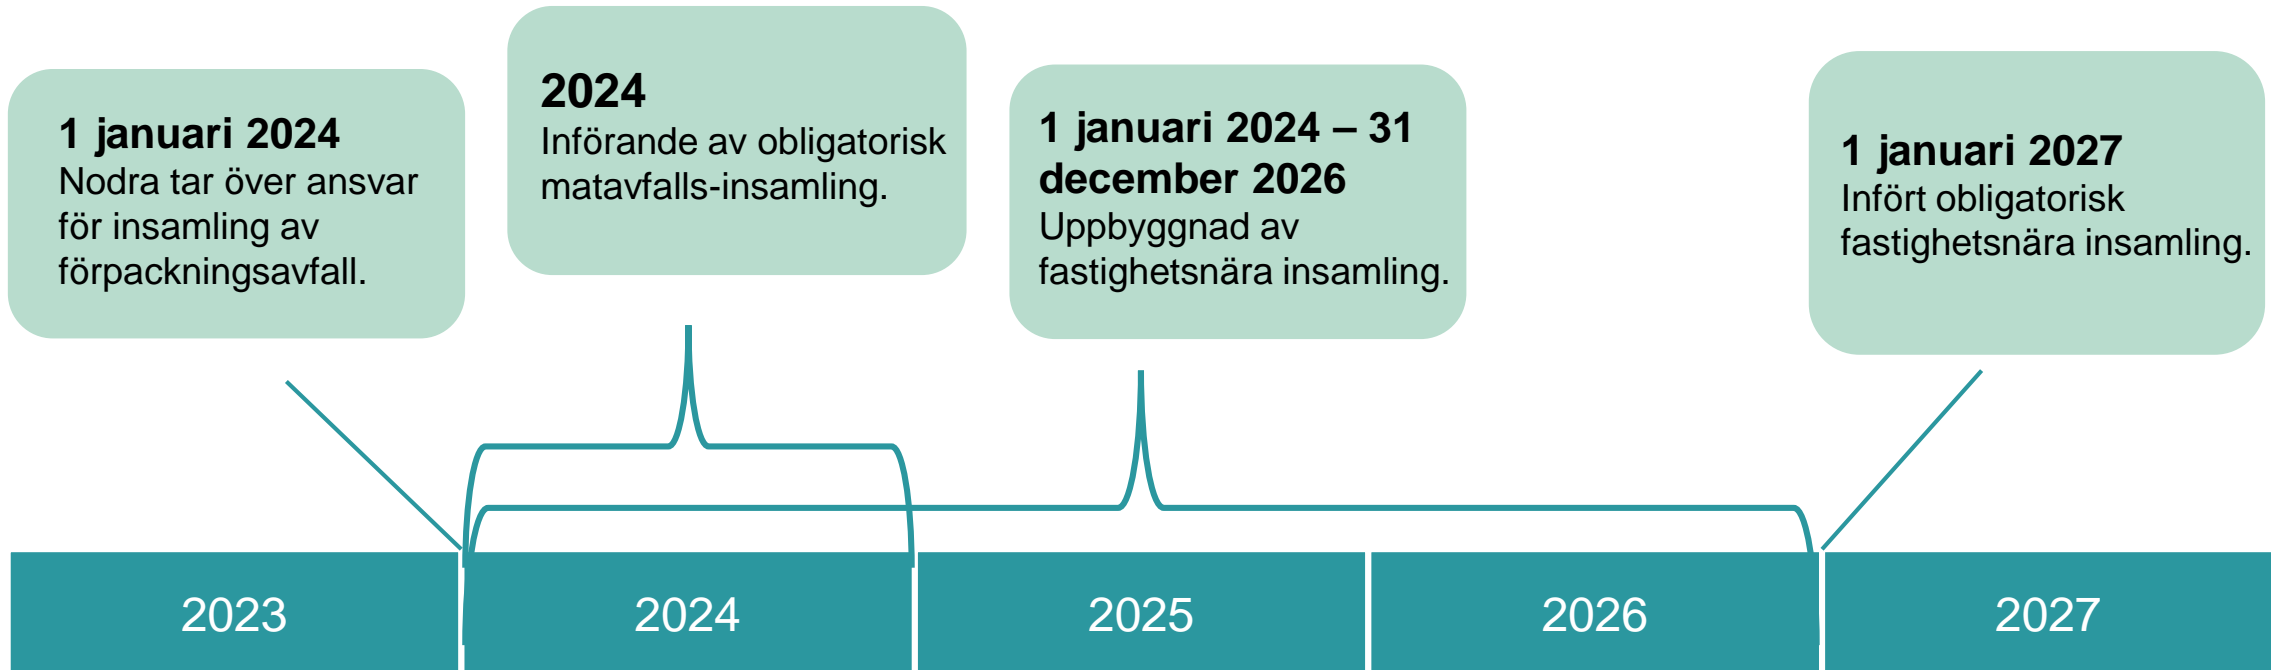 1 januari 2024
Nodra tar över ansvar
för insamling av
förpackningsavfall.
2024
Införande av obligatorisk
matavfalls-insamling.
1 januari 2024 – 31
december 2026
Uppbyggnad av
fastighetsnära insamling.
1 januari 2027
Infört obligatorisk
fastighetsnära insamling.
2023
2024
2025
2026
2027